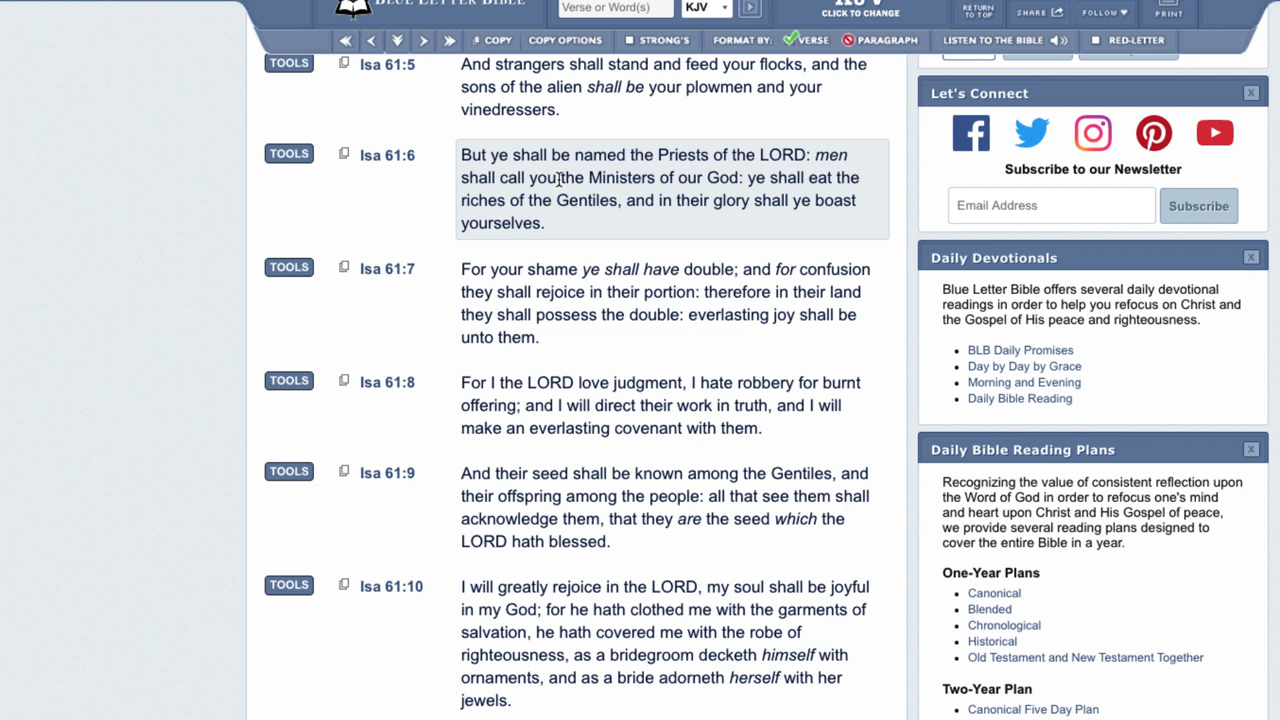 BLUE LETTER BIBLE
Verse or Word(s)
KJV
KJV
CLICK TO CHANGE
RETURN
TO TOP
SHARE
FOLLOW
PRINT
COPY
COPY OPTIONS
STRONG'S
FORMAT BY:
VERSE
PARAGRAPH
LISTEN TO THE BIBLE
RED-LETTER
TOOLS
Isa 61:5
And strangers shall stand and feed your flocks, and the
sons of the alien shall be your plowmen and your
vinedressers.
TOOLS
Isa 61:6
But ye shall be named the Priests of the LORD: men
shall call you the Ministers of our God: ye shall eat the
riches of the Gentiles, and in their glory shall ye boast
yourselves.
TOOLS
Isa 61:7
For your shame ye shall have double; and for confusion
they shall rejoice in their portion: therefore in their land
they shall possess the double: everlasting joy shall be
unto them.
TOOLS
Isa 61:8
For I the LORD love judgment, I hate robbery for burnt
offering; and I will direct their work in truth, and I will
make an everlasting covenant with them.
TOOLS
Isa 61:9
And their seed shall be known among the Gentiles, and
their offspring among the people: all that see them shall
acknowledge them, that they are the seed which the
LORD hath blessed.
TOOLS
Isa 61:10
I will greatly rejoice in the LORD, my soul shall be joyful
in my God; for he hath clothed me with the garments of
salvation, he hath covered me with the robe of
righteousness, as a bridegroom decketh himself with
ornaments, and as a bride adorneth herself with her
jewels.
Let's Connect
X
Subscribe to our Newsletter
Email Address
Subscribe
Daily Devotionals
X
Blue Letter Bible offers several daily devotional
readings in order to help you refocus on Christ and
the Gospel of His peace and righteousness.
BLB Daily Promises
Day by Day by Grace
Morning and Evening
Daily Bible Reading
Daily Bible Reading Plans
X
Recognizing the value of consistent reflection upon
the Word of God in order to refocus one's mind
and heart upon Christ and His Gospel of peace,
we provide several reading plans designed to
cover the entire Bible in a year.
One-Year Plans
Canonical
Blended
Chronological
Historical
Old Testament and New Testament Together
Two-Year Plan
Canonical Five Day Plan